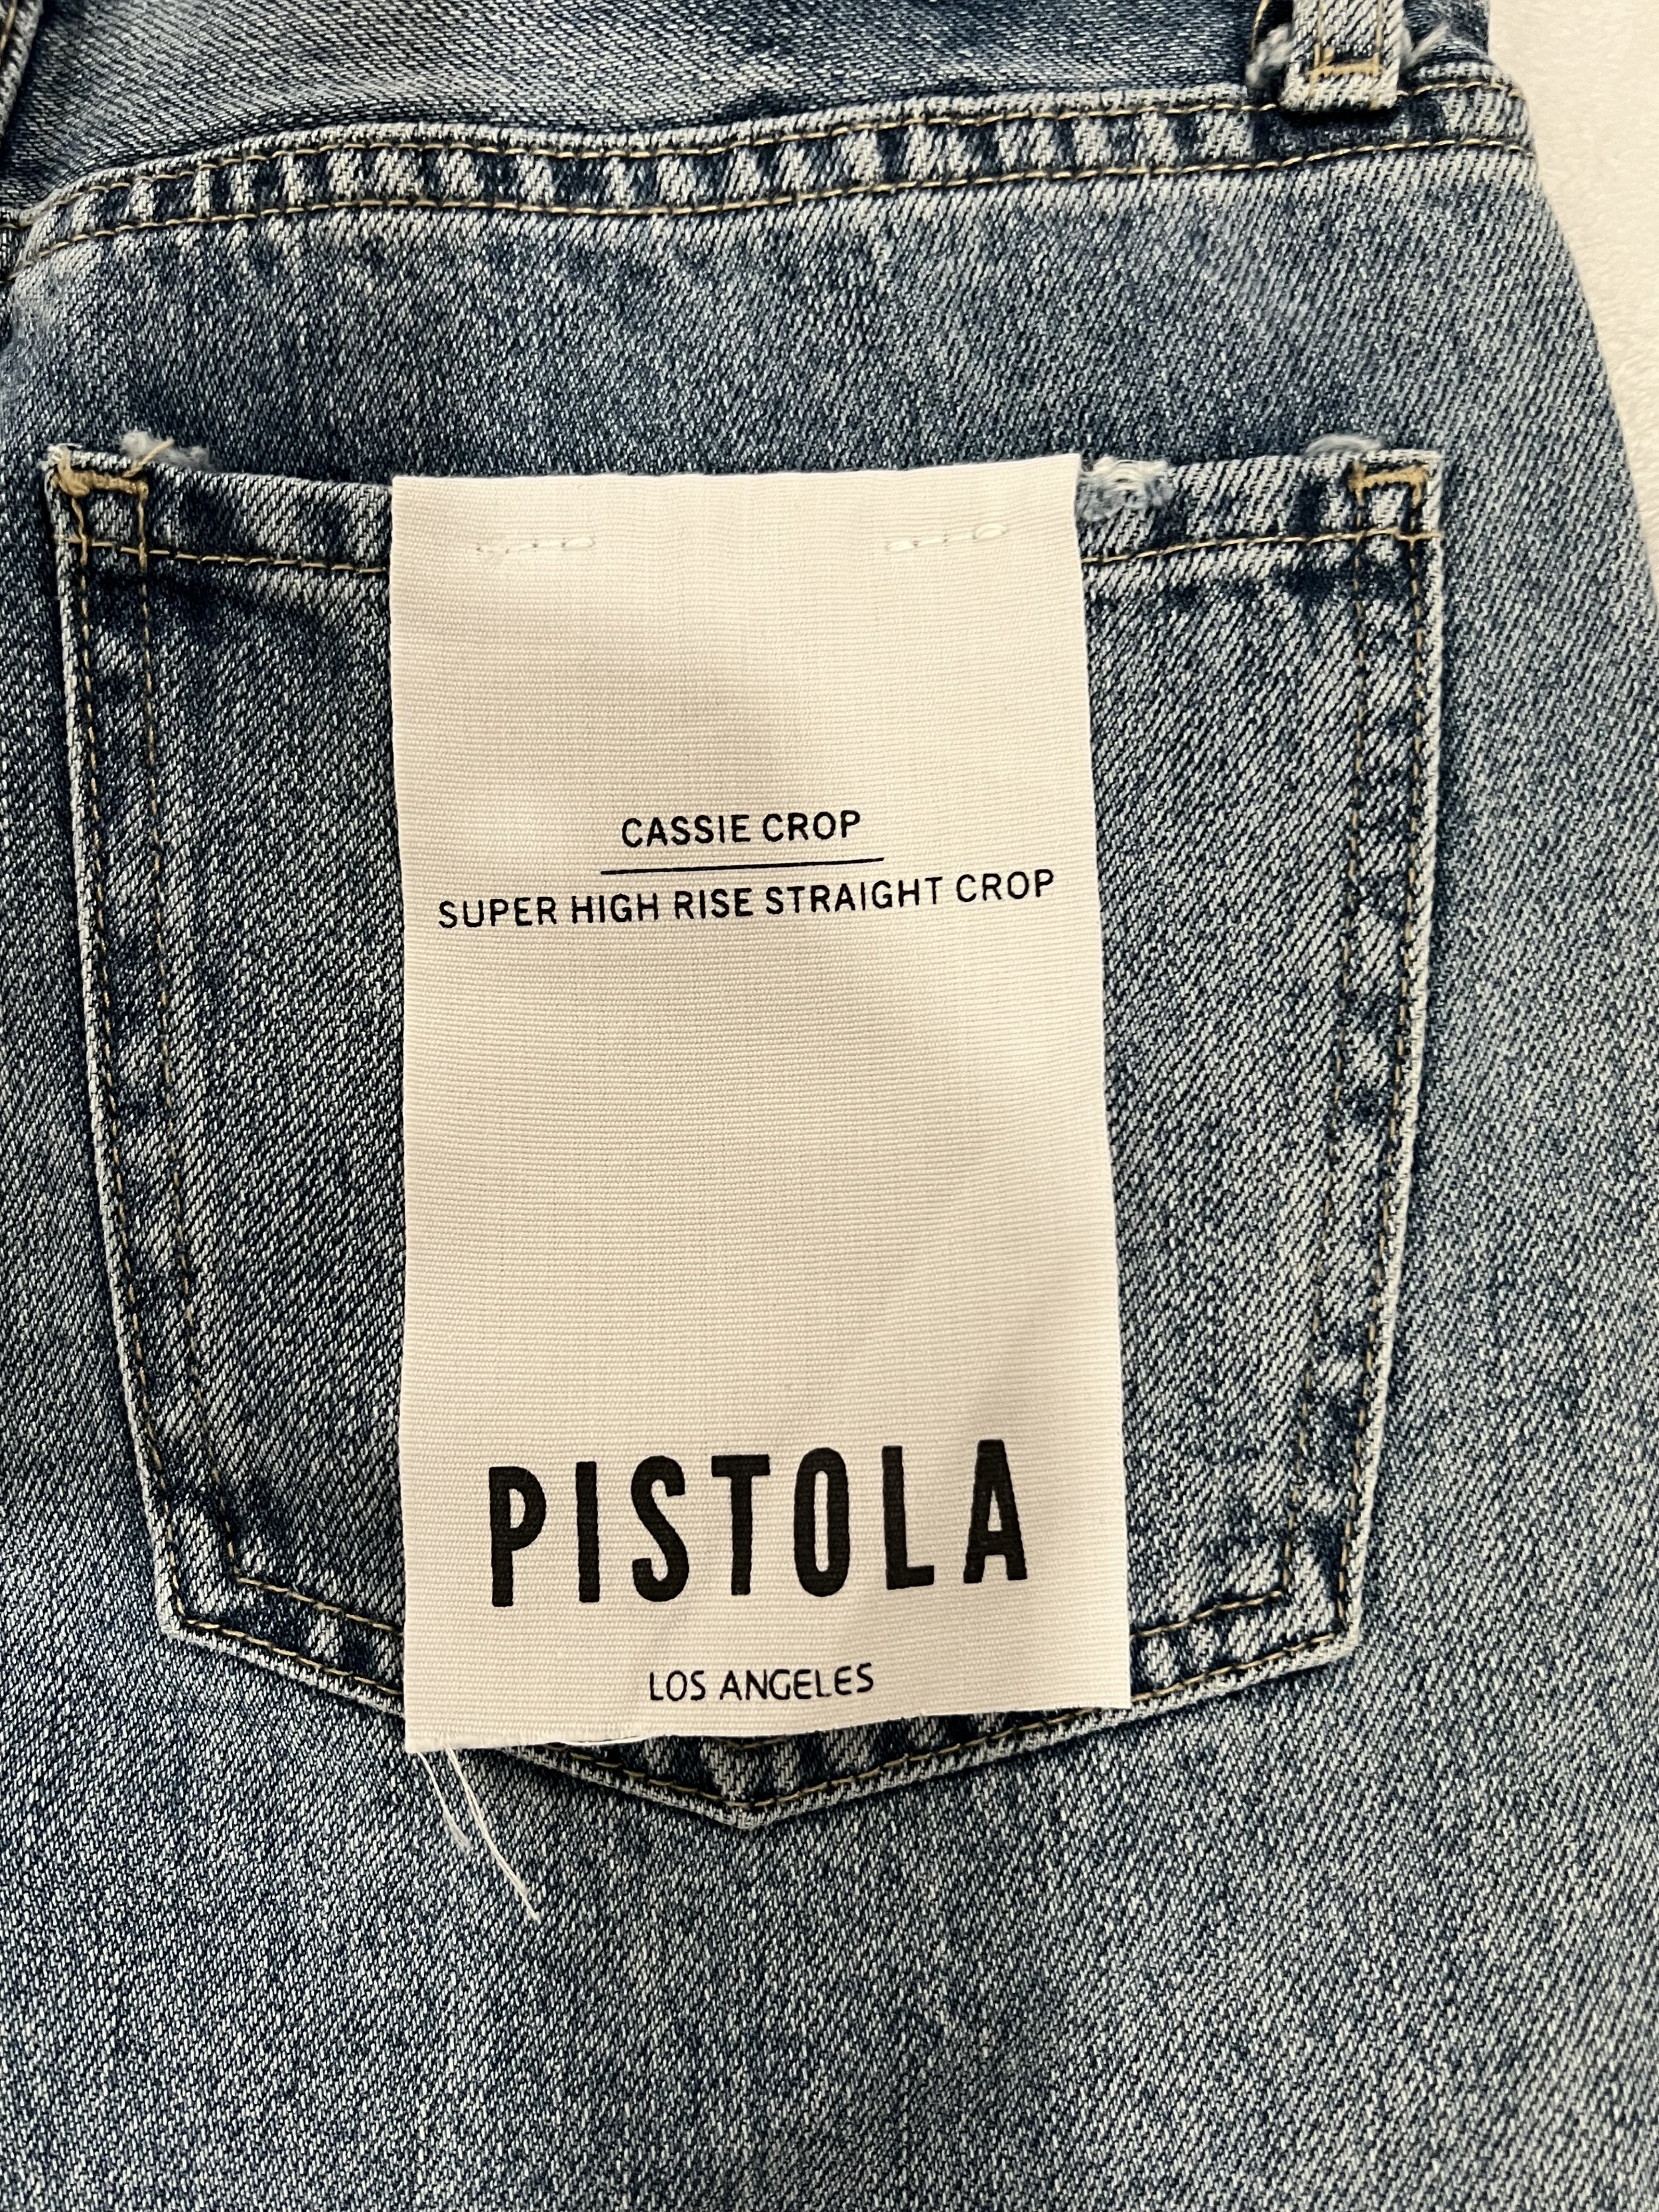 CASSIE CROP
SUPER HIGH RISE STRAIGHT CROP
PISTOLA
LOS ANGELES